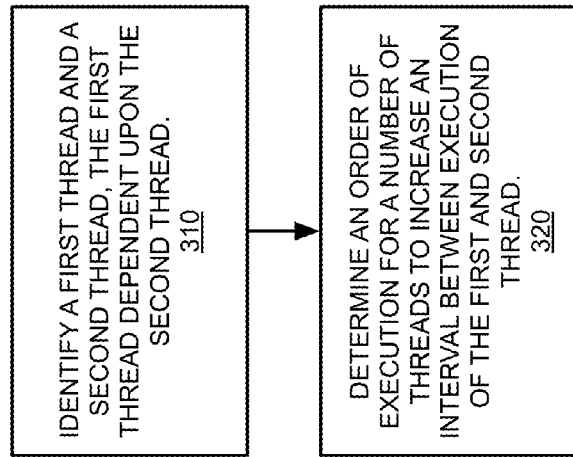 IDENTIFY A FIRST THREAD AND A
SECOND THREAD, THE FIRST
THREAD DEPENDENT UPON THE
SECOND THREAD.
310
DETERMINE AN ORDER OF
EXECUTION FOR A NUMBER OF
THREADS TO INCREASE AN
INTERVAL BETWEEN EXECUTION
OF THE FIRST AND SECOND
THREAD.
320